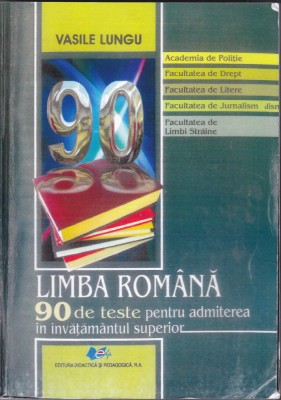 VASILE LUNGU
Academia de Poliție
Facultatea de Drept
Facultatea de Litere
Facultatea de Jurnalism dism
Facultatea de
Limbi Străine
90
LIMBA ROMÂNĂ
90 de teste pentru admiterea
în învățământul superior
EDITURA DIDACTICĂ ȘI PEDAGOGICĂ, R.A.